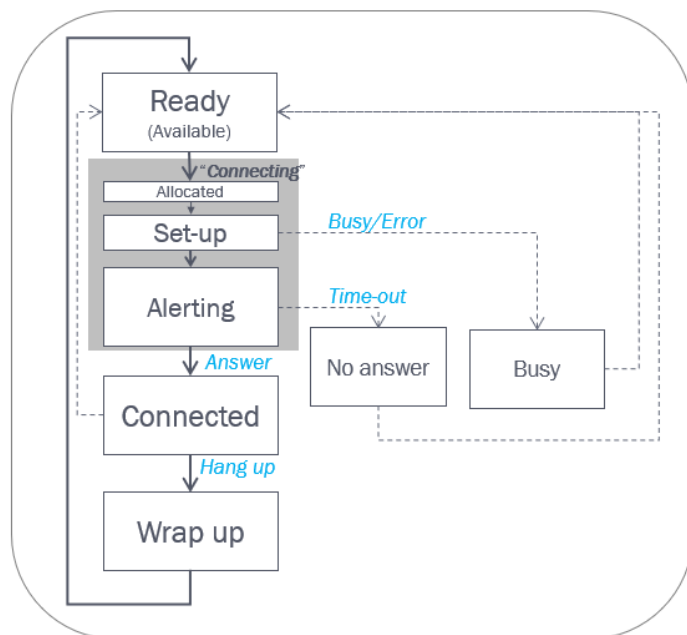 Ready
(Available)
“Connecting”
Allocated
Set-up
Busy/Error
Alerting
Time-out
No answer
Busy
Answer
Connected
Hang up
Wrap up